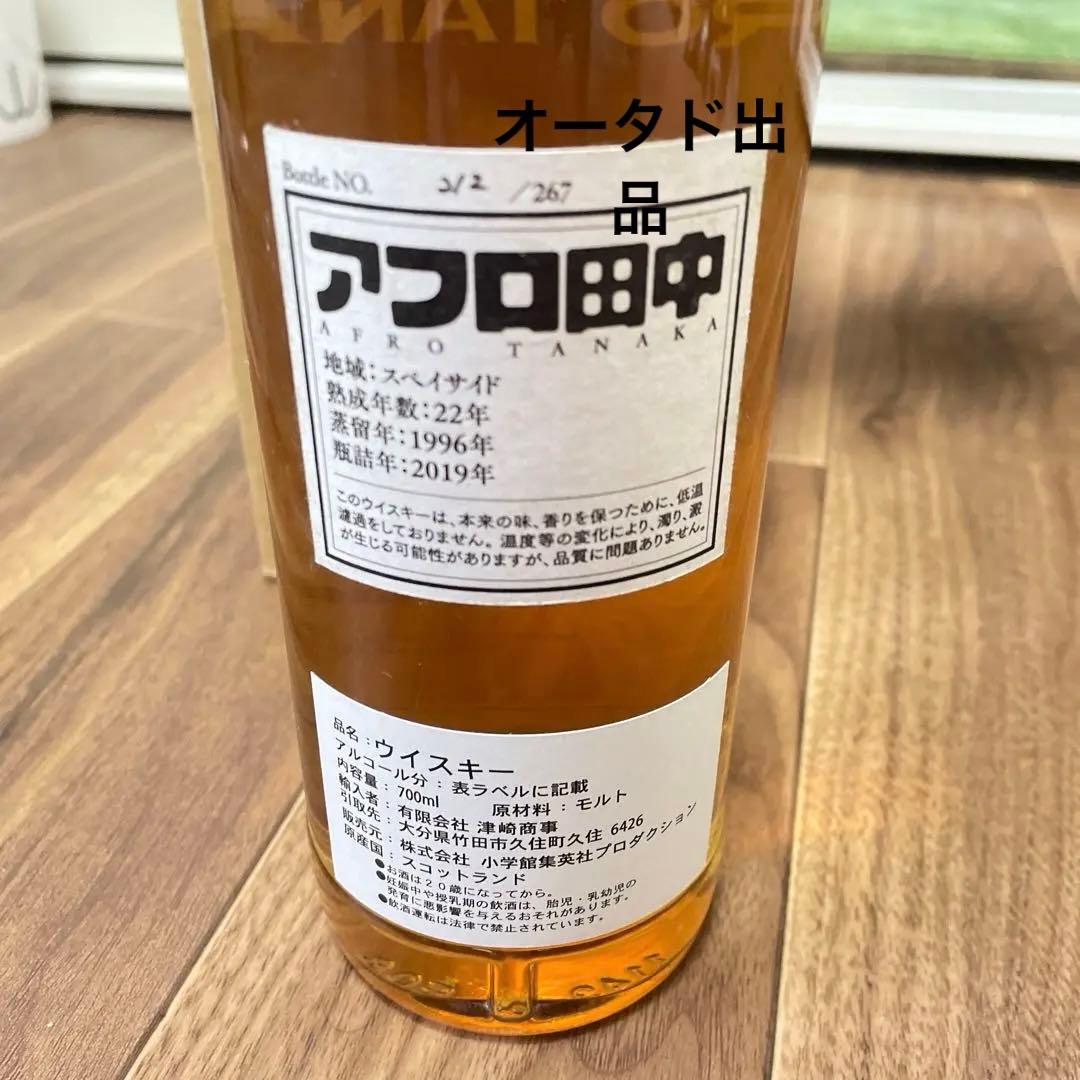 オータド出
品
Bottle NO. 212 /267
アフロ田中
AFRO TANAKA
地域：スペイサイド
熟成年数：22年
蒸留年：1996年
瓶詰年：2019年
このウイスキーは、本来の味、香りを保つために、低温
濾過をしておりません。温度等の変化により、濁り、澱
が生じる可能性がありますが、品質に問題ありません。
品名：ウイスキー
アルコール分：表ラベルに記載
内容量：700ml 原材料：モルト
輸入者：有限会社 津崎商事
引取先：大分県竹田市久住町久住 6426
販売元：株式会社 小学館集英社プロダクション
原産国：スコットランド
●お酒は20歳になってから。
●妊娠中や授乳期の飲酒は、胎児・乳幼児の
発育に悪影響を与えるおそれがあります。
●飲酒運転は法律で禁止されています。